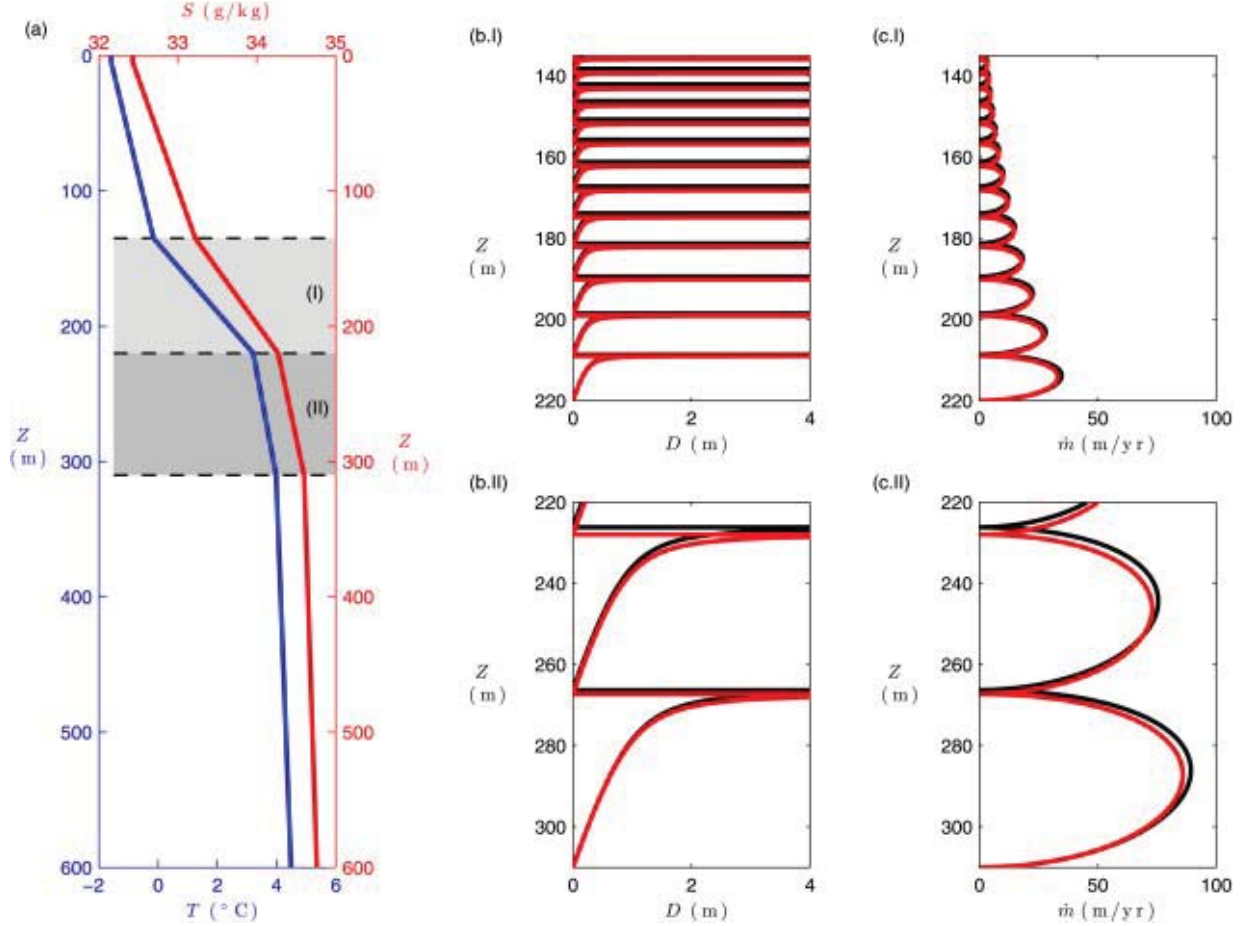 (a)
S (g/kg)
32 33 34 35
0
100
200
300
400
500
600
0
100
200
300
400
500
600
Z
(m)
Z
(m)
(I)
(II)
-2 0 2 4 6
T (°C)
(b.I)
140
160
180
200
220
Z
(m)
0 2 4
D (m)
(c.I)
140
160
180
200
220
Z
(m)
0 50 100
ṁ (m/yr)
(b.II)
220
240
260
280
300
Z
(m)
0 2 4
D (m)
(c.II)
220
240
260
280
300
Z
(m)
0 50 100
ṁ (m/yr)